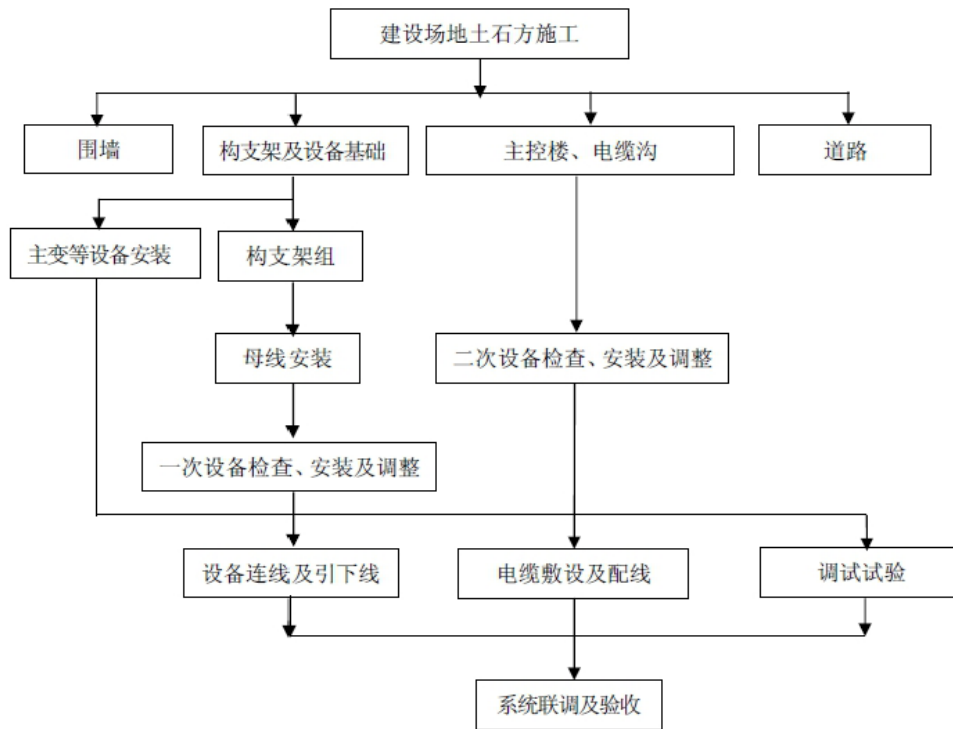 建设场地土石方施工
围墙
构支架及设备基础
主控楼、电缆沟
道路
主变等设备安装
构支架组
母线安装
二次设备检查、安装及调整
一次设备检查、安装及调整
设备连线及引下线
电缆敷设及配线
调试试验
系统联调及验收